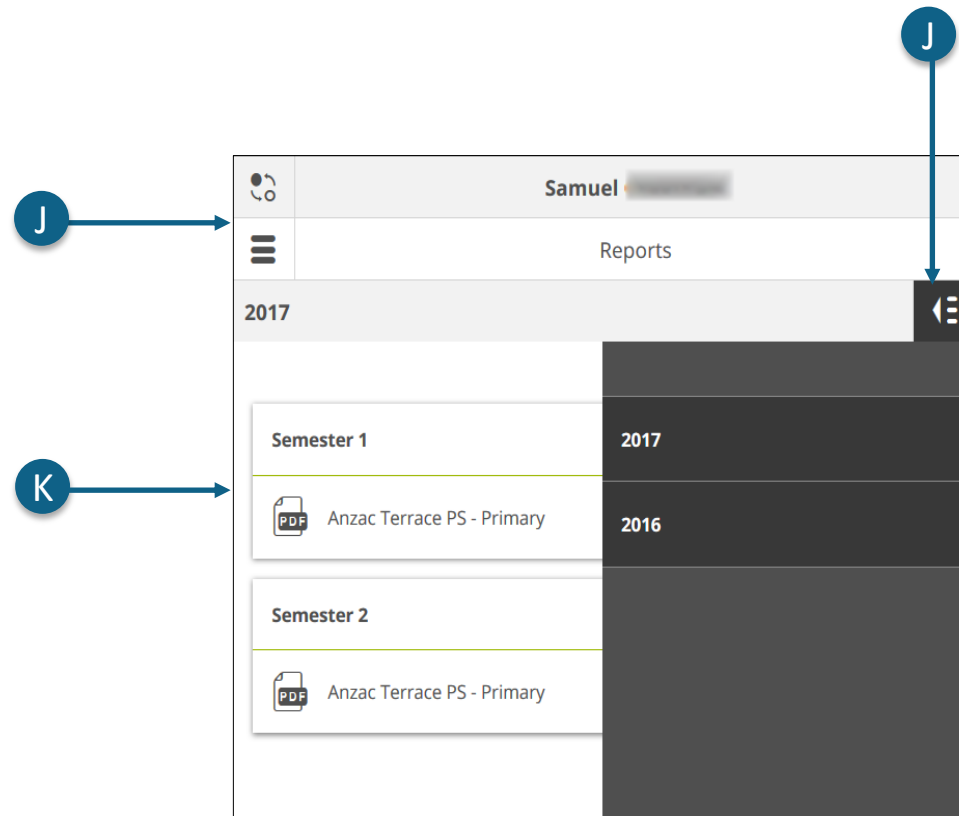 J
Samuel
J
Reports
2017
Semester 1
2017
K
PDF Anzac Terrace PS - Primary
2016
Semester 2
PDF Anzac Terrace PS - Primary